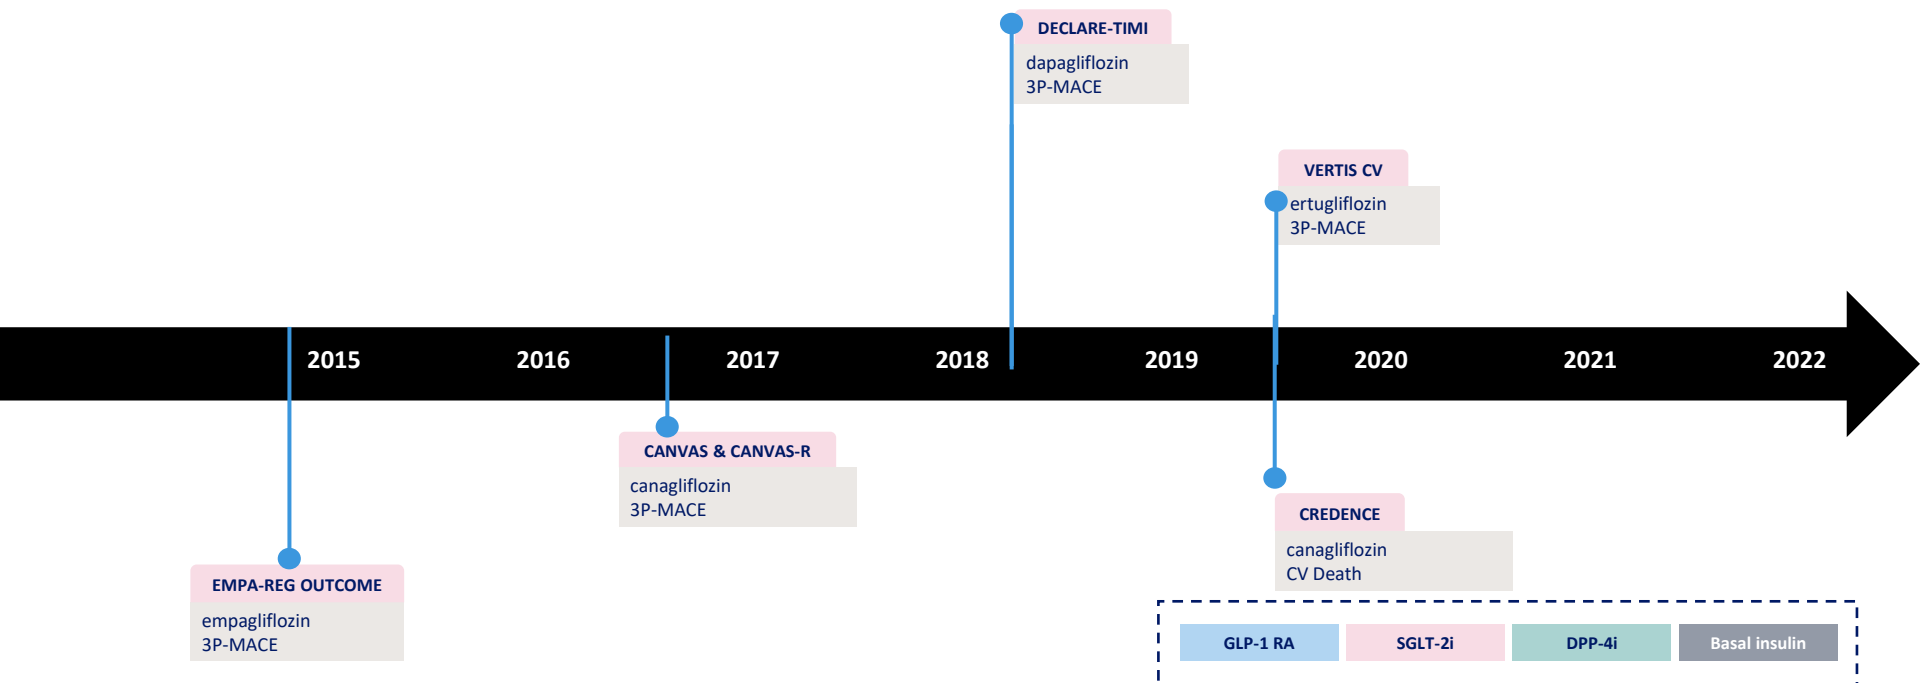 DECLARE-TIMI
dapagliflozin
3P-MACE
VERTIS CV
ertugliflozin
3P-MACE
2015
2016
2017
2018
2019
2020
2021
2022
CANVAS & CANVAS-R
canagliflozin
3P-MACE
CREDENCE
canagliflozin
CV Death
EMPA-REG OUTCOME
empagliflozin
3P-MACE
GLP-1 RA
SGLT-2i
DPP-4i
Basal insulin